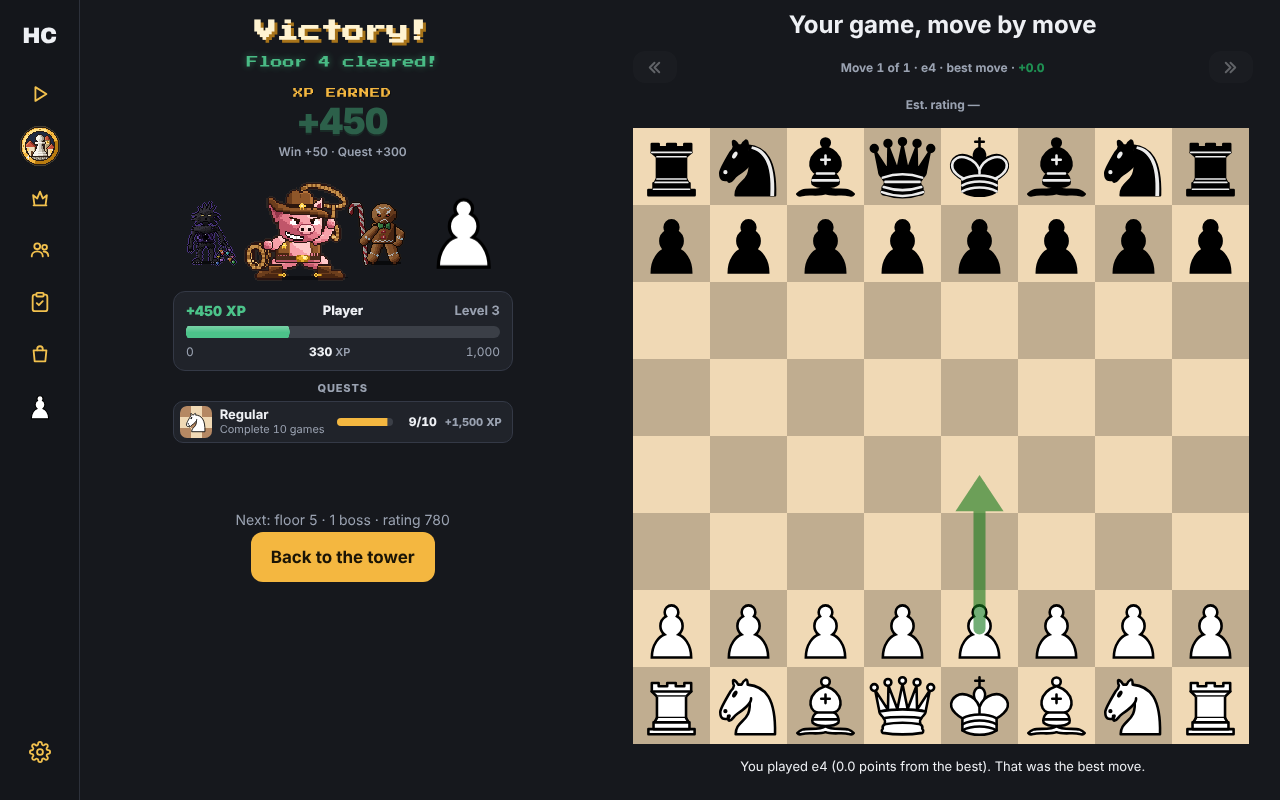 HC
Victory!
Floor 4 cleared!
XP EARNED
+450
Win +50 · Quest +300
+450 XP
Player
Level 3
0
330 XP
1,000
QUESTS
Regular
Complete 10 games
9/10
+1,500 XP
Next: floor 5 · 1 boss · rating 780
Back to the tower
Your game, move by move
Move 1 of 1 · e4 · best move · +0.0
Est. rating —
You played e4 (0.0 points from the best). That was the best move.